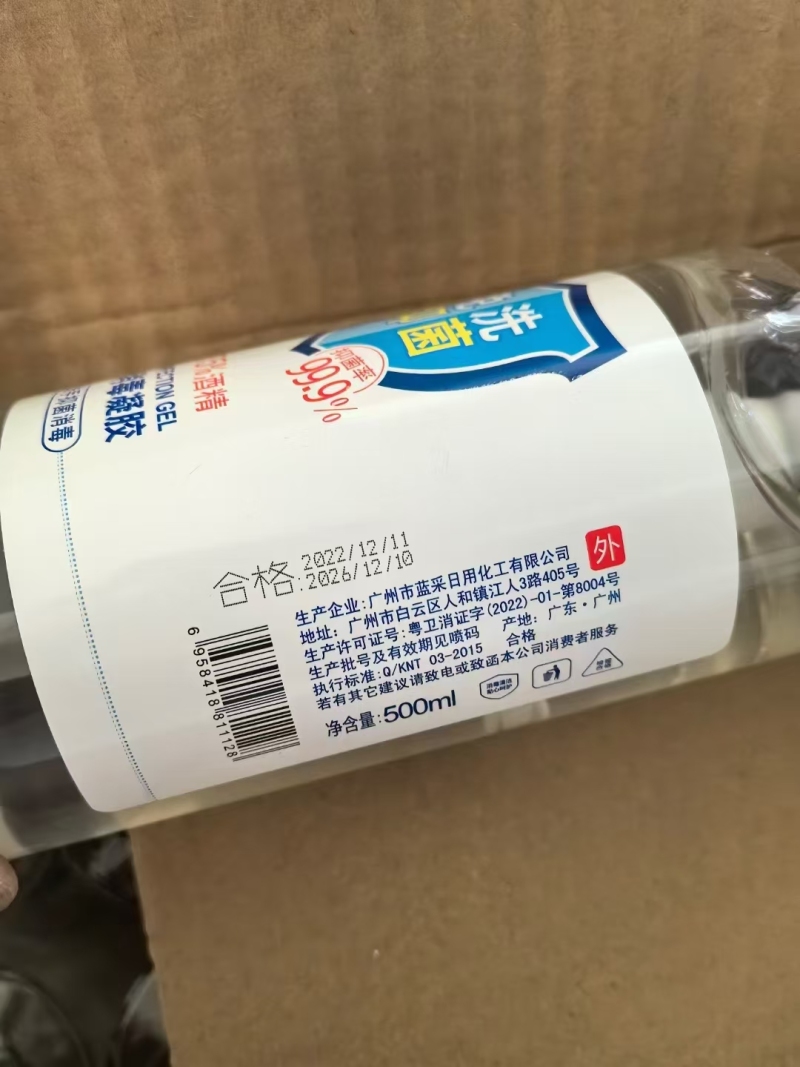 洗
菌
抑菌率
99.9%
酒精
CTION GEL
毒凝胶
菌消毒
合格:
2022/12/11
2026/12/10
外
生产企业:广州市蓝采日用化工有限公司
地址: 广州市白云区人和镇江人3路405号
生产许可证号:粤卫消证字(2022)-01-第8004号
生产批号及有效期见喷码 产地: 广东·广州
执行标准:Q/KNT 03-2015 合格
若有其它建议请致电或致函本公司消费者服务
净含量:500ml
6 958418 811128